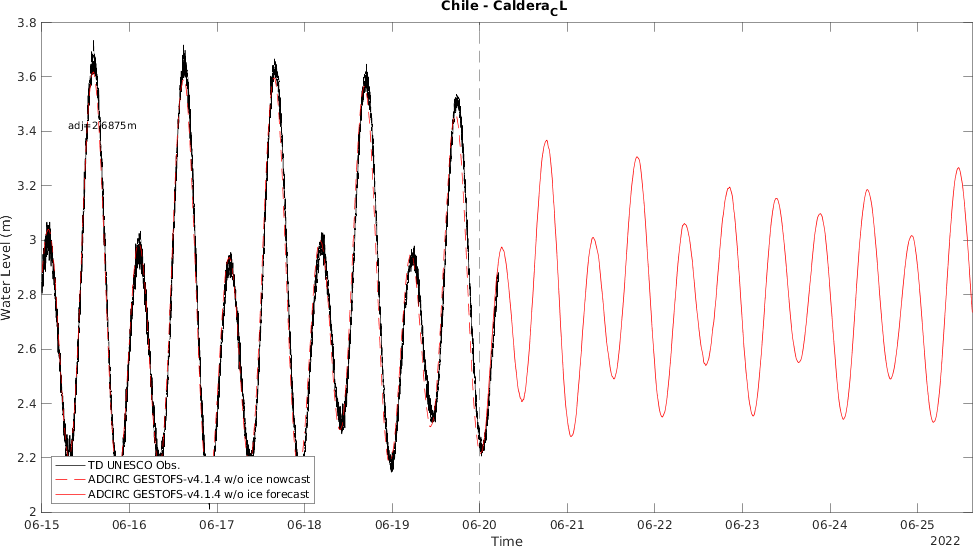 Chile - Caldera_CL
3.8
3.6
adj=2.6875m
3.4
3.2
3
2.8
2.6
2.4
2.2
2
Water Level (m)
TD UNESCO Obs.
ADCIRC GESTOFS-v4.1.4 w/o ice nowcast
ADCIRC GESTOFS-v4.1.4 w/o ice forecast
06-15 06-16 06-17 06-18 06-19 06-20 06-21 06-22 06-23 06-24 06-25
Time
2022